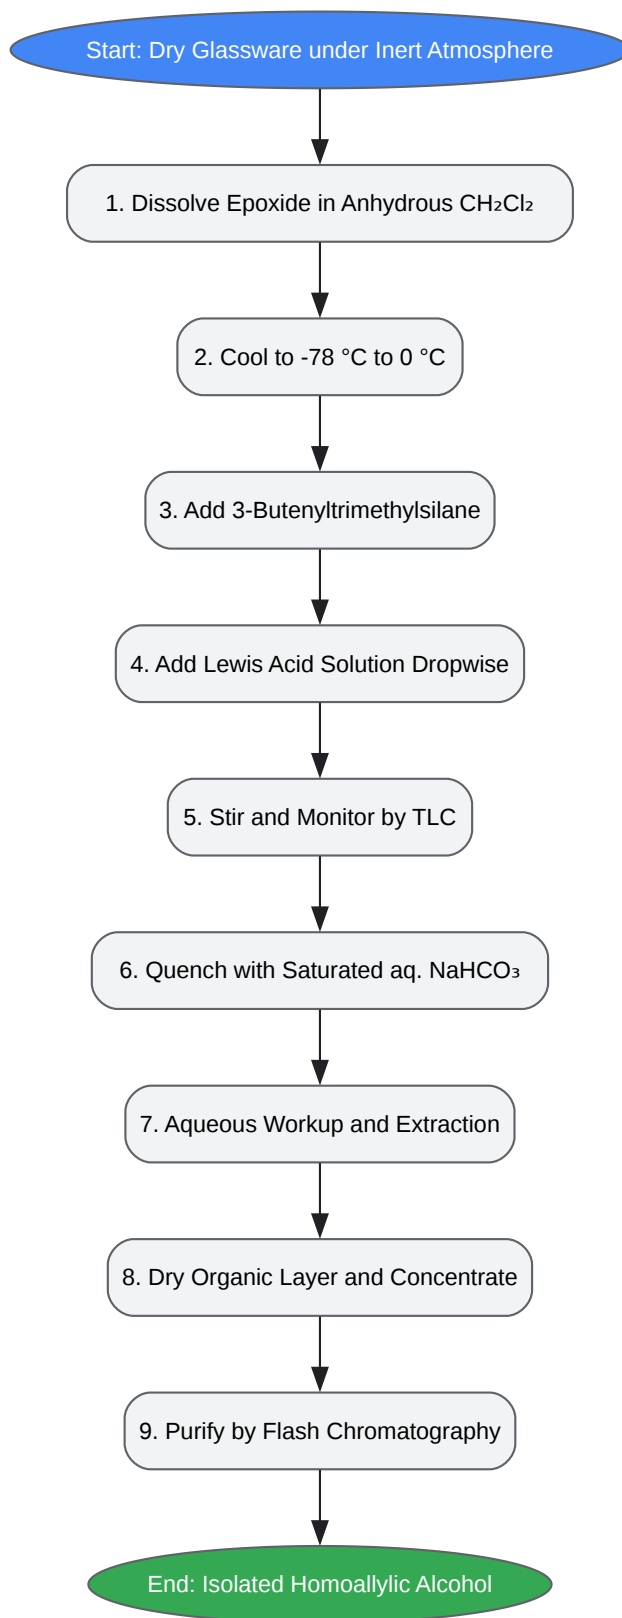 Start: Dry Glassware under Inert Atmosphere
1. Dissolve Epoxide in Anhydrous CH₂Cl₂
2. Cool to -78 °C to 0 °C
3. Add 3-Butenyltrimethylsilane
4. Add Lewis Acid Solution Dropwise
5. Stir and Monitor by TLC
6. Quench with Saturated aq. NaHCO₃
7. Aqueous Workup and Extraction
8. Dry Organic Layer and Concentrate
9. Purify by Flash Chromatography
End: Isolated Homoallylic Alcohol